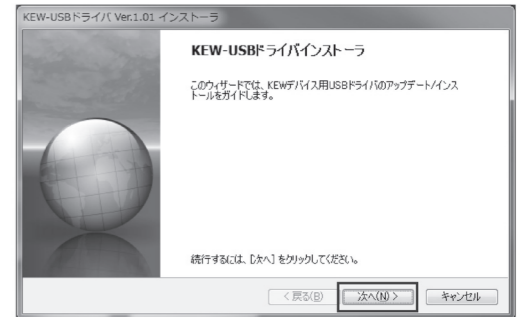 KEW-USBドライバ Ver.1.01 インストーラ
KEW-USBドライバインストーラ
このウィザードでは、KEWデバイス用USBドライバのアップデート/インス
トールをガイドします。
続行するには、[次へ] をクリックしてください。
< 戻る(B)
次へ(N) >
キャンセル